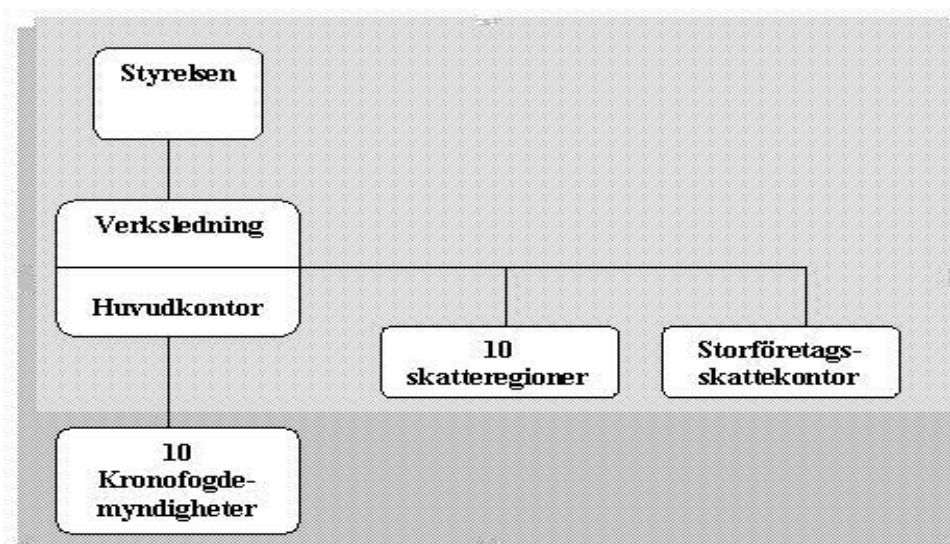 Styrelsen
Verksledning
Huvudkontor
10
skatteregioner
Storföretags-
skattekontor
10
Kronofogde-
myndigheter